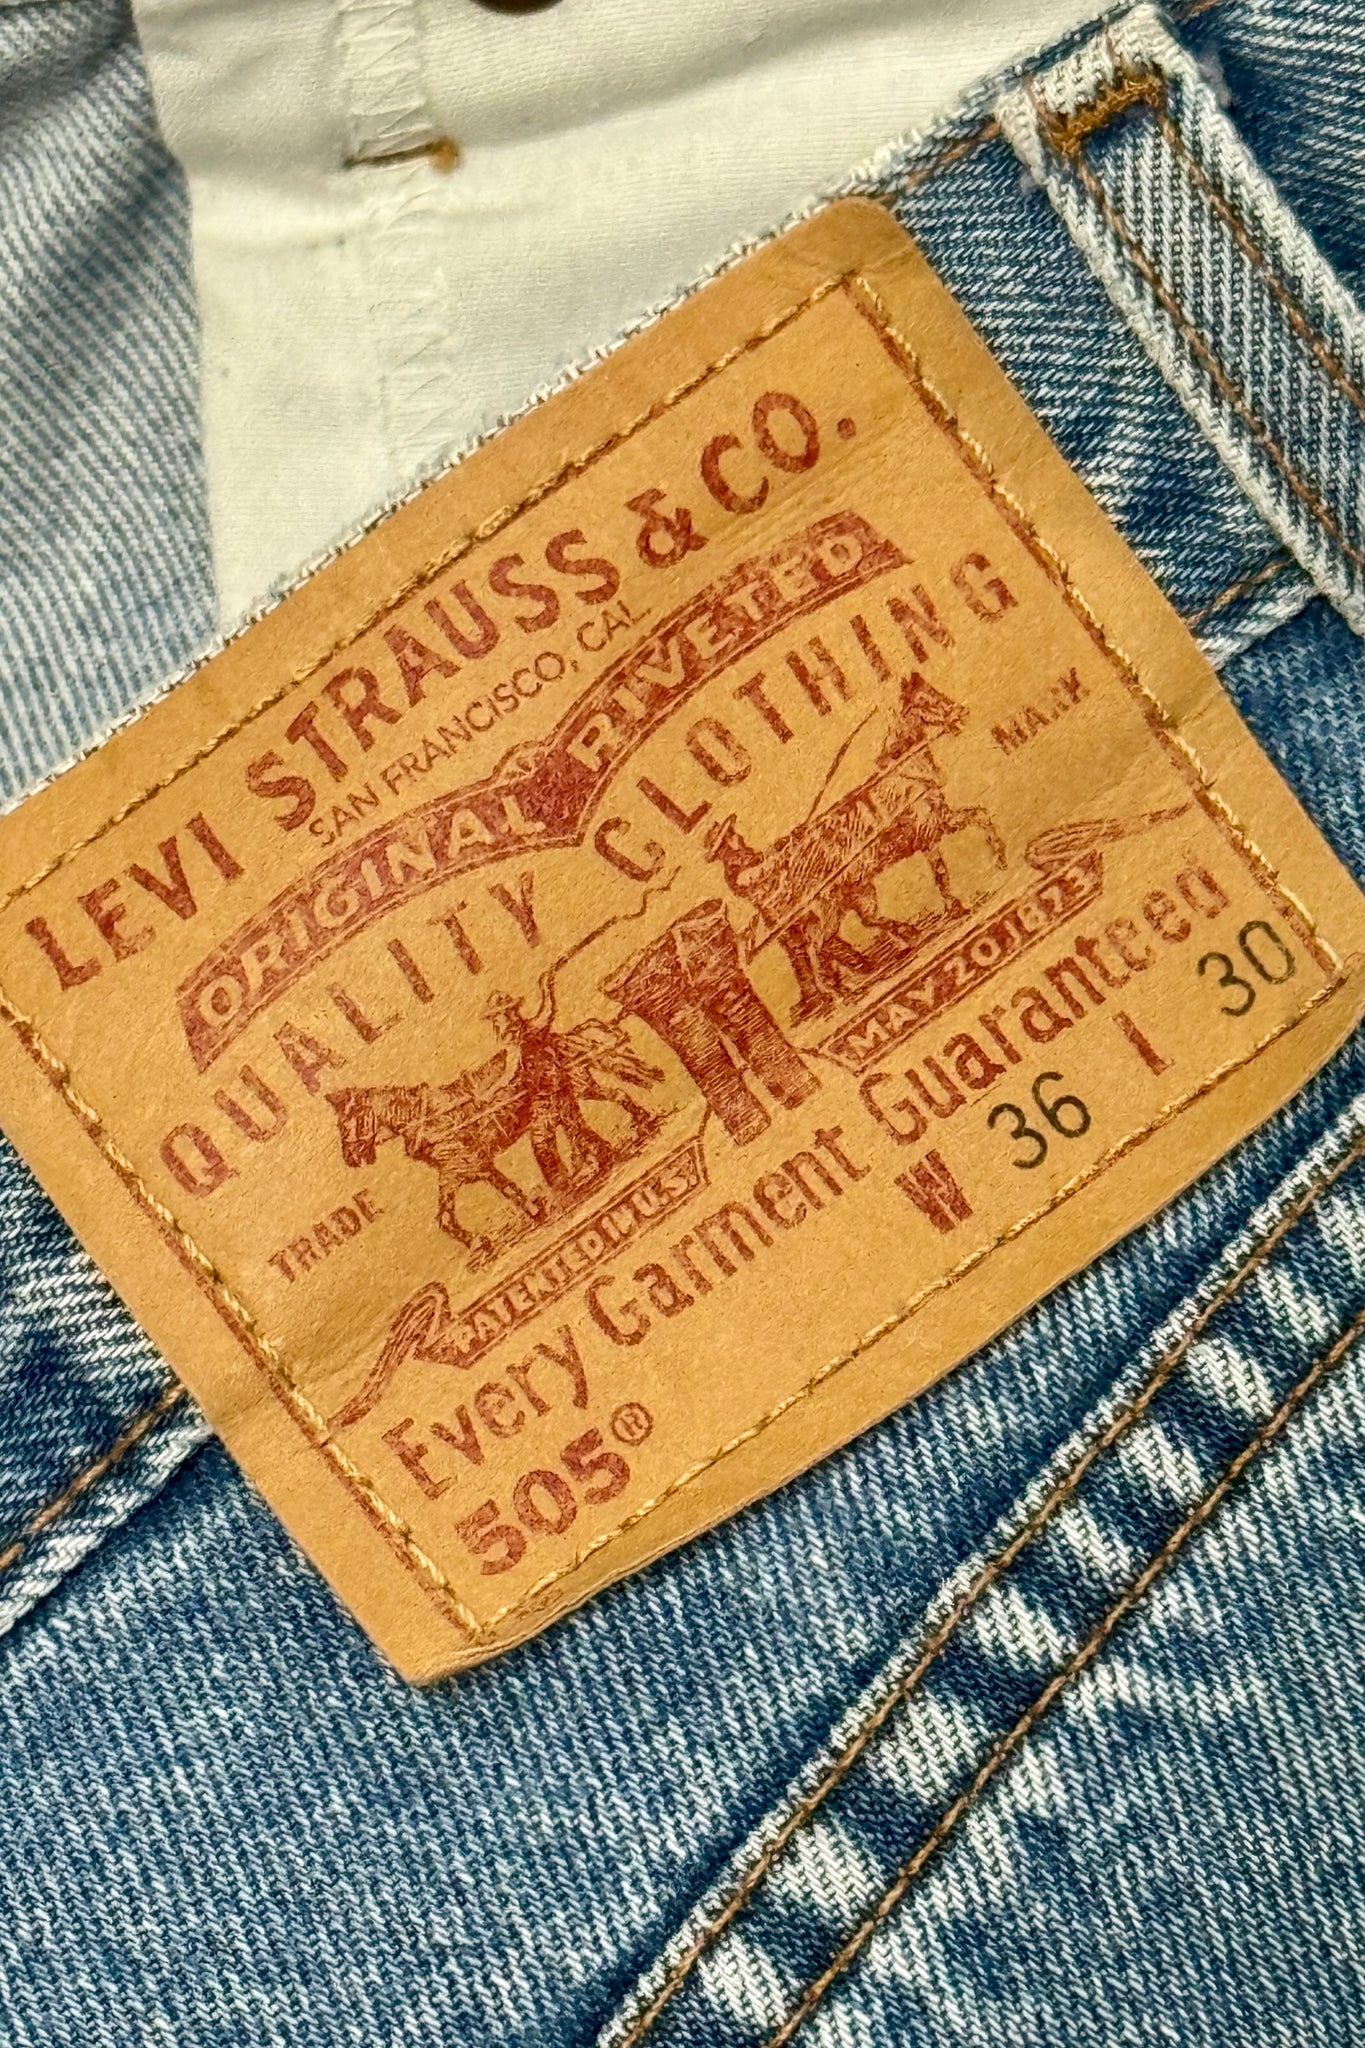 LEVI STRAUSS & CO.
SAN FRANCISCO, CAL
ORIGINAL RIVETED
QUALITY CLOTHING
TRADE MARK
PATENTED IN U.S.
MAY 20 1873
Every Garment Guaranteed
505® W 36 L 30